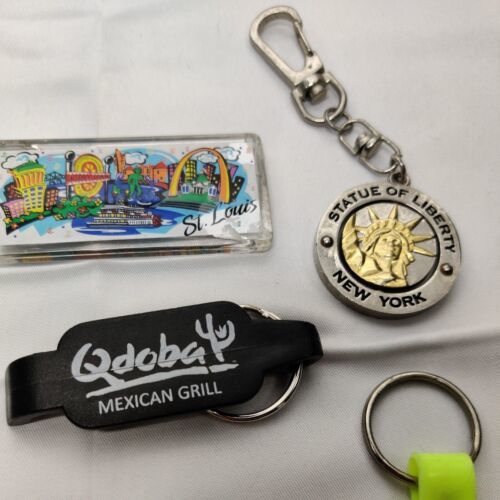 STATUE OF LIBERTY
NEW YORK
St. Louis
Qdoba
MEXICAN GRILL